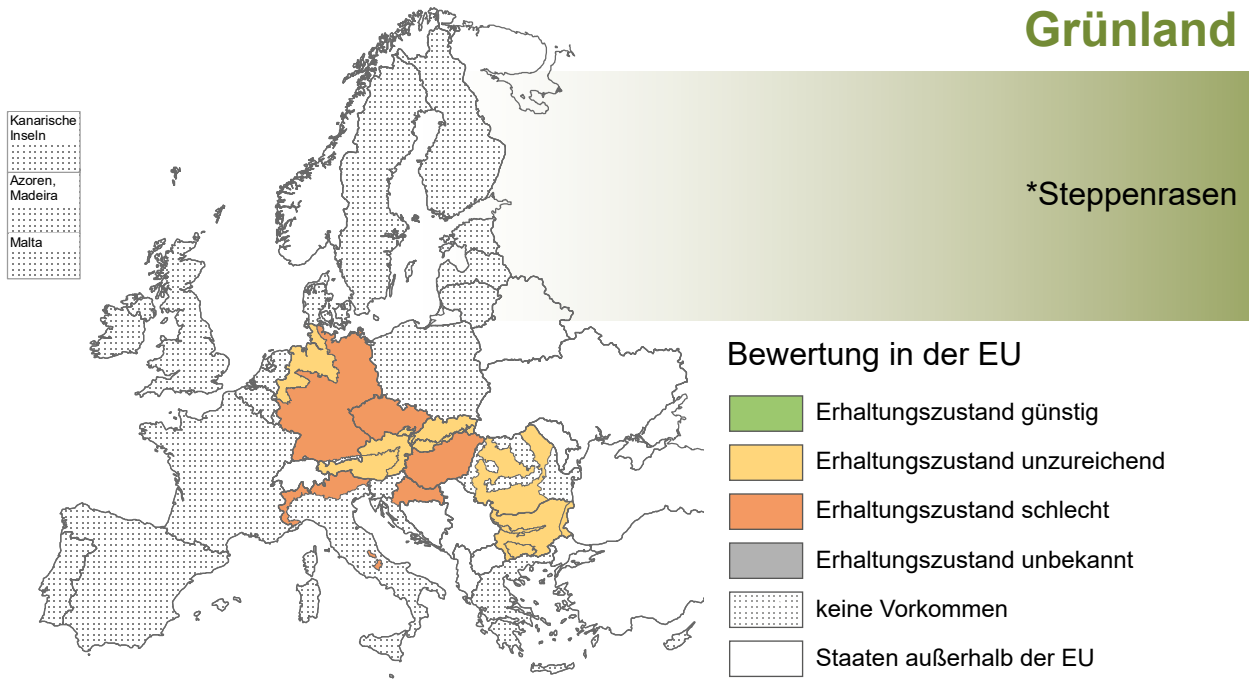 Grünland
*Steppenrasen
Kanarische
Inseln
Azoren,
Madeira
Malta
Bewertung in der EU
Erhaltungszustand günstig
Erhaltungszustand unzureichend
Erhaltungszustand schlecht
Erhaltungszustand unbekannt
keine Vorkommen
Staaten außerhalb der EU